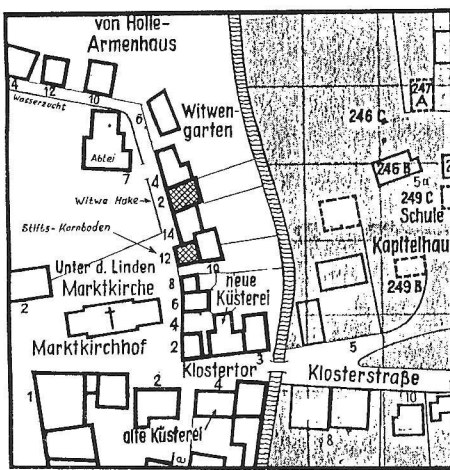 von Holle-
Armenhaus
4
12
10
Wasserzucht
6
Witwen-
garten
Abtei
7
Witwe Hake
4
2
Stifts-Kornboden
14
12
Unter d. Linden
Marktkirche
2
Marktkirchhof
10
8
6
4
2
neue
Küsterei
3
Klostertor
1
2
4
alte Küsterei
1a
247
A
246 C
246 B
5a
249 C
Schule
Kapitelhau
249 B
5
Klosterstraße
8
10